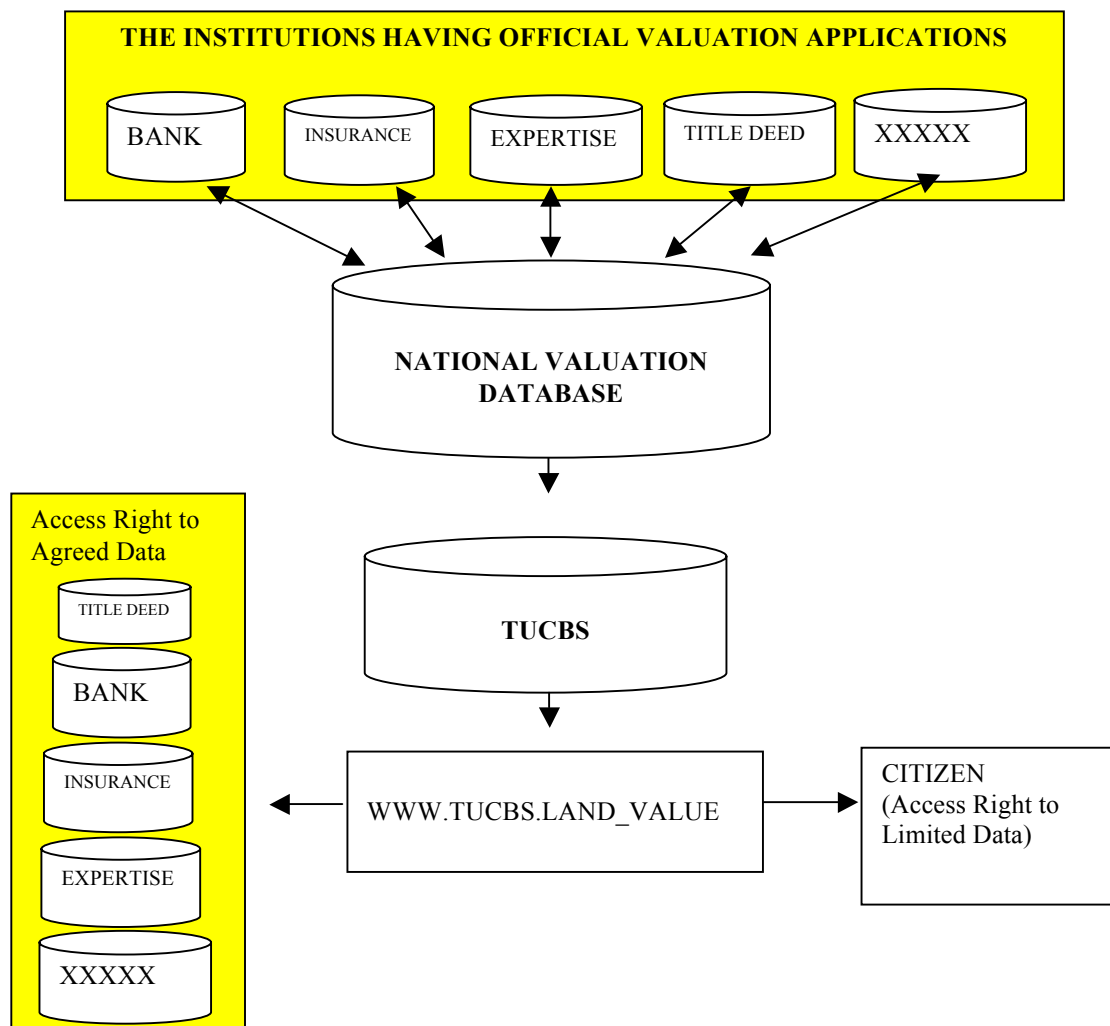 THE INSTITUTIONS HAVING OFFICIAL VALUATION APPLICATIONS
BANK
INSURANCE
EXPERTISE
TITLE DEED
XXXXX
NATIONAL VALUATION
DATABASE
Access Right to
Agreed Data
TITLE DEED
BANK
INSURANCE
EXPERTISE
XXXXX
TUCBS
WWW.TUCBS.LAND_VALUE
CITIZEN
(Access Right to
Limited Data)